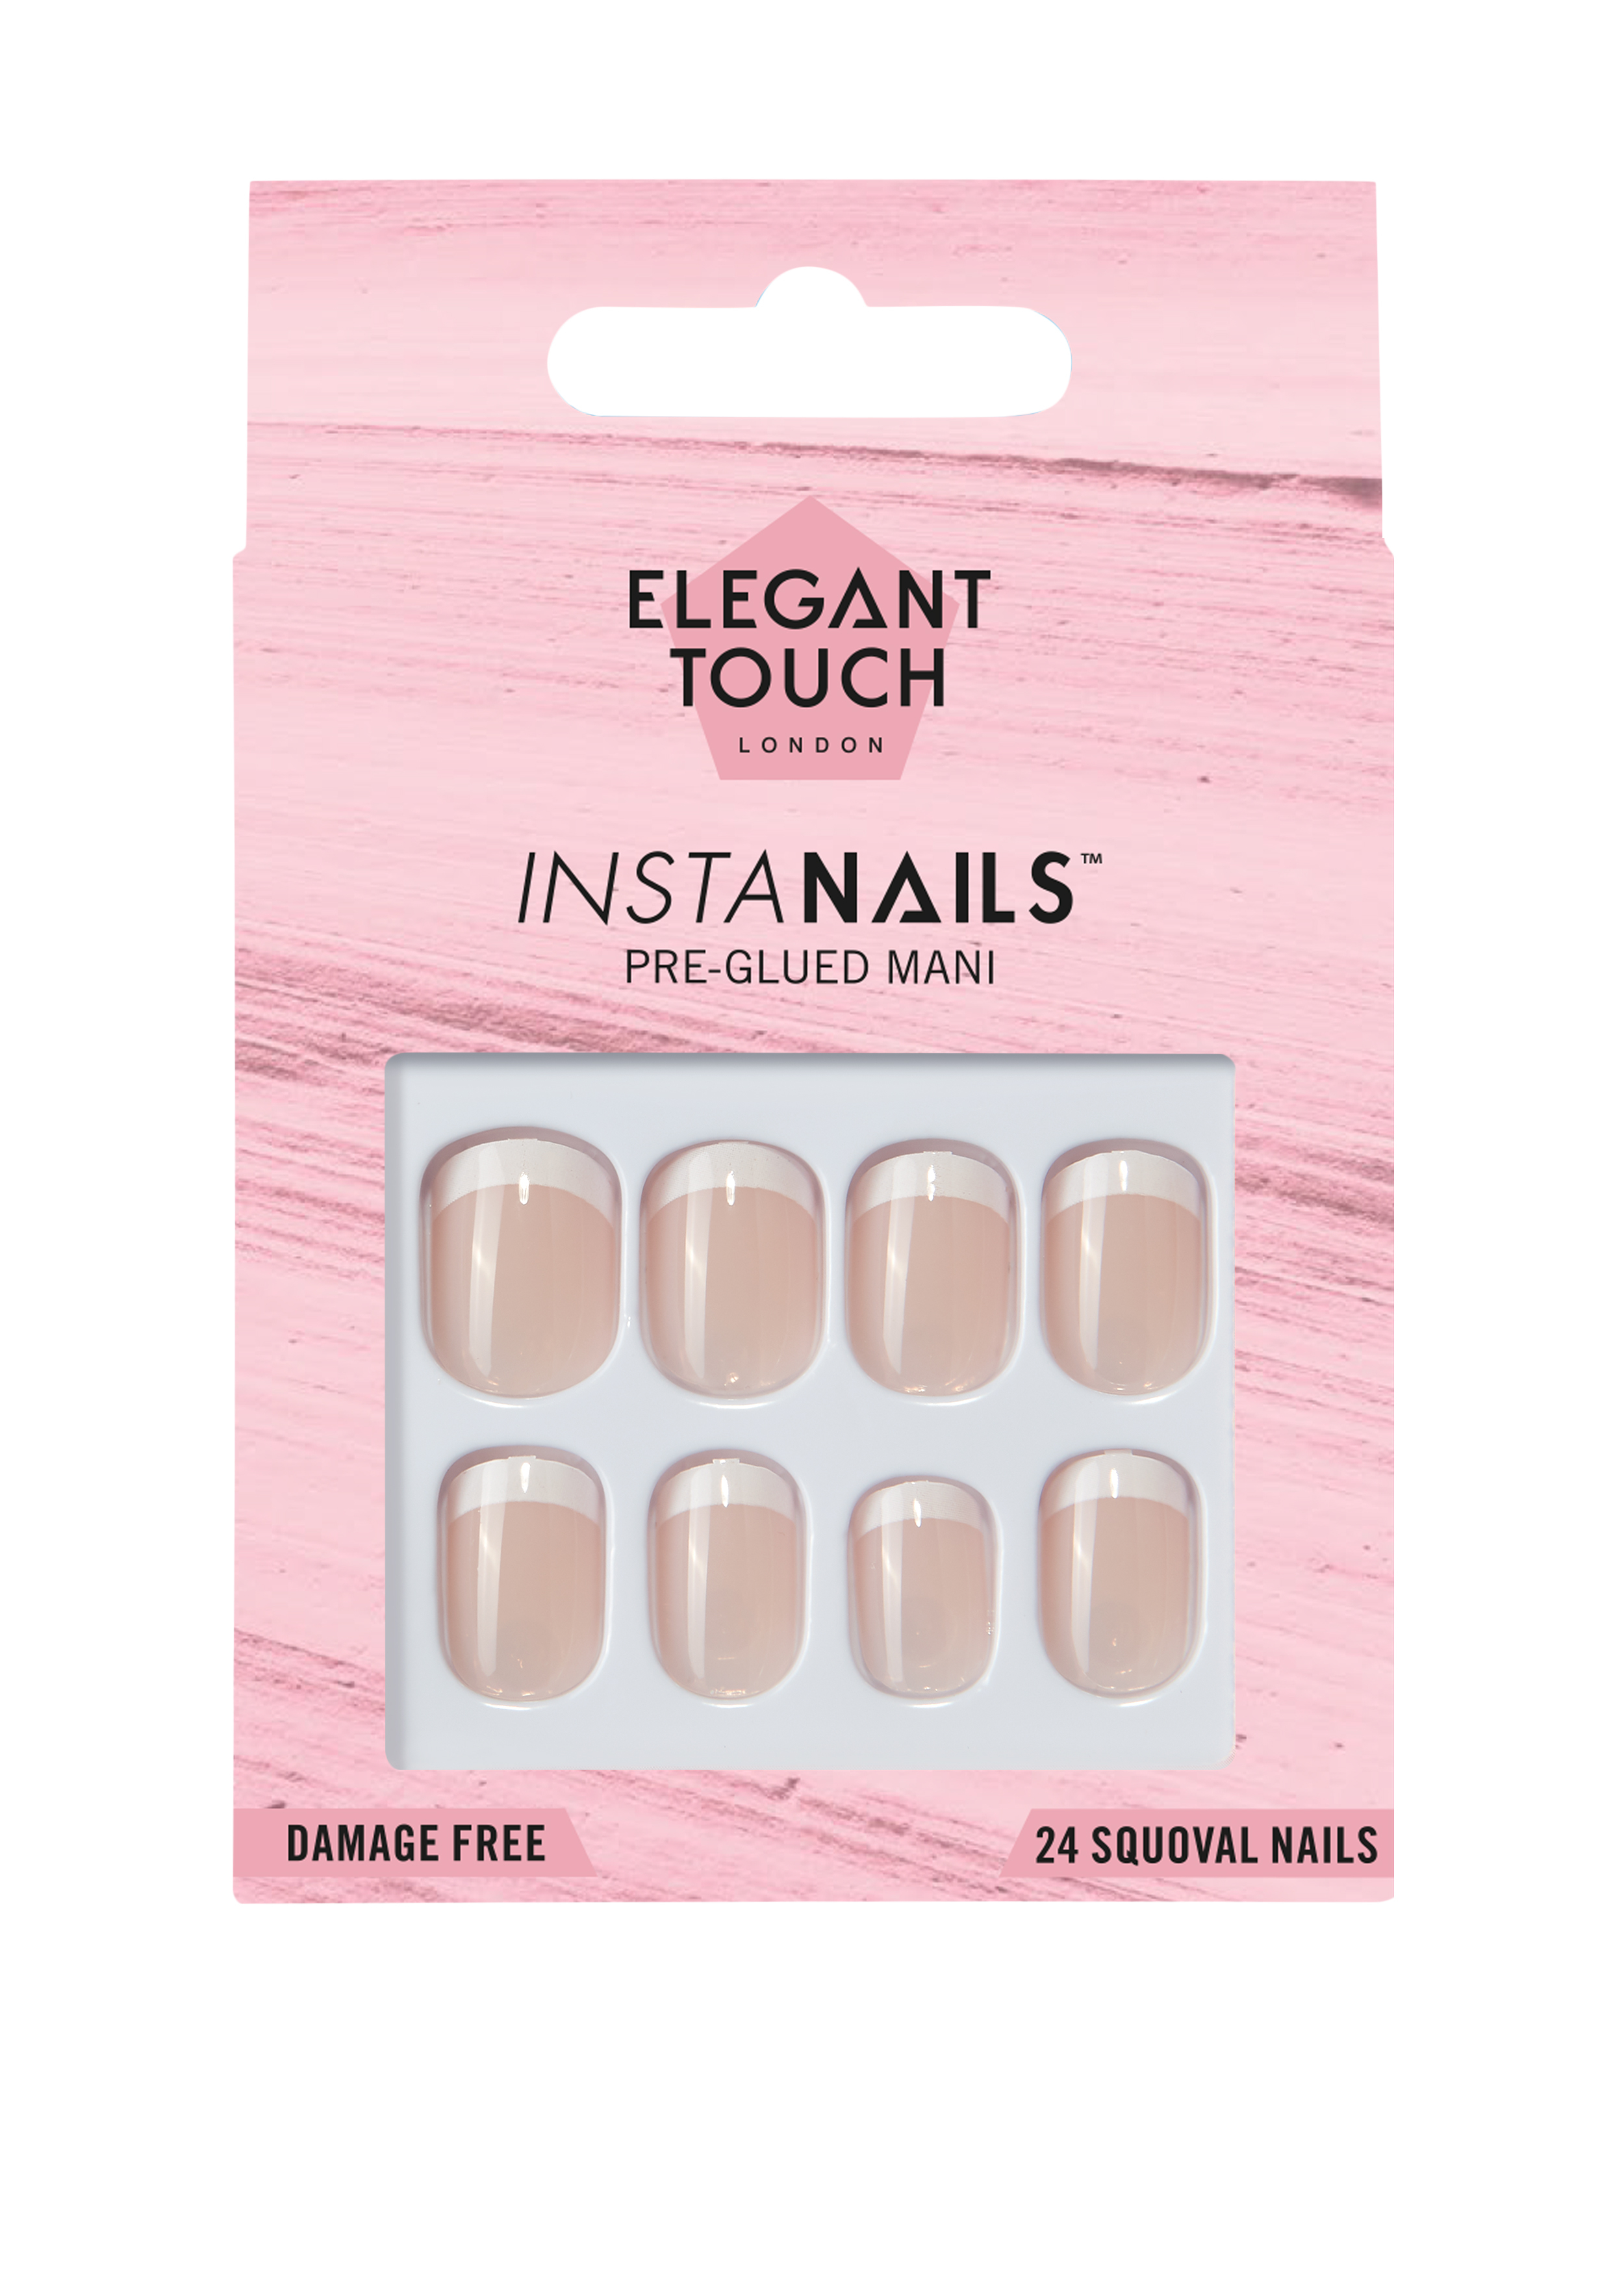 ELEGANT
TOUCH
LONDON
INSTANAILS™
PRE-GLUED MANI
DAMAGE FREE
24 SQUOVAL NAILS